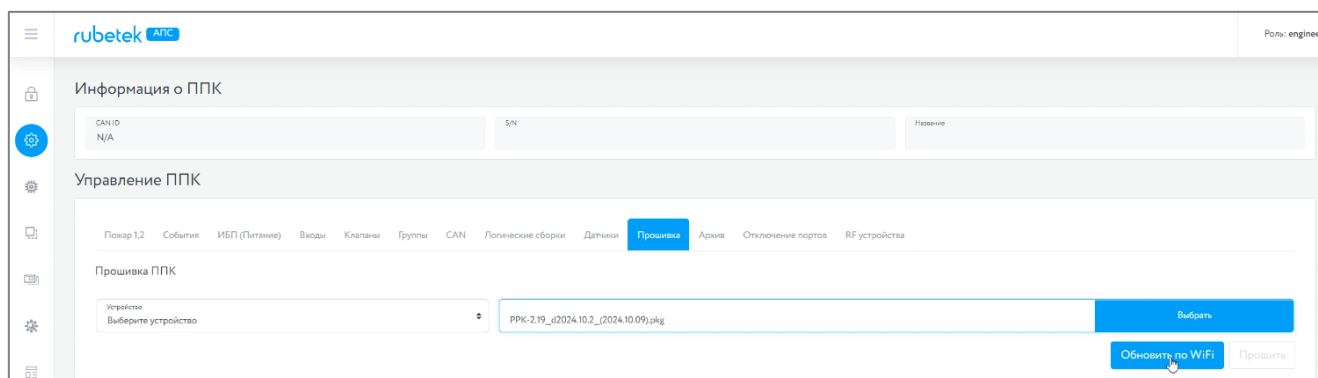 rubetek АПС
Роль: enginee
Информация о ППК
CAN ID
N/A
S/N
Название
Управление ППК
Пожар 1,2 События ИБП (Питание) Входы Клапаны Группы CAN Логические сборки Датчики Прошивка Архив Отключение портов RF устройства
Прошивка ППК
Устройство
Выберите устройство
PPK-2.19_d2024.10.2_(2024.10.09).pkg
Выбрать
Обновить по WiFi Прошить